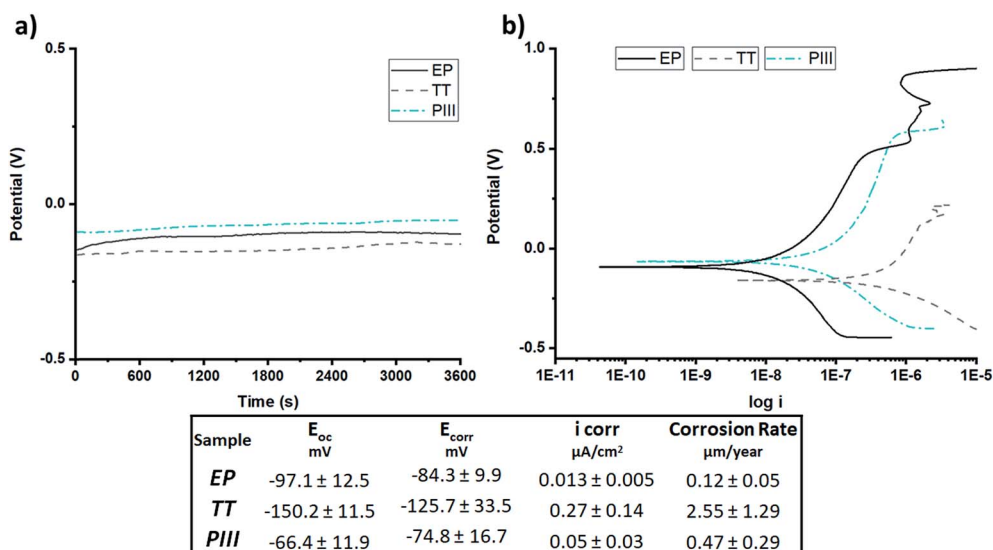 a)
0.5
0.0
-0.5
Potential (V)
EP
TT
PIII
0 600 1200 1800 2400 3000 3600
Time (s)
b)
1.0
0.5
0.0
-0.5
Potential (V)
EP TT PIII
1E-11 1E-10 1E-9 1E-8 1E-7 1E-6 1E-5
log i
Sample Eoc mV Ecorr mV i corr µA/cm² Corrosion Rate µm/year
EP -97.1 ± 12.5 -84.3 ± 9.9 0.013 ± 0.005 0.12 ± 0.05
TT -150.2 ± 11.5 -125.7 ± 33.5 0.27 ± 0.14 2.55 ± 1.29
PIII -66.4 ± 11.9 -74.8 ± 16.7 0.05 ± 0.03 0.47 ± 0.29